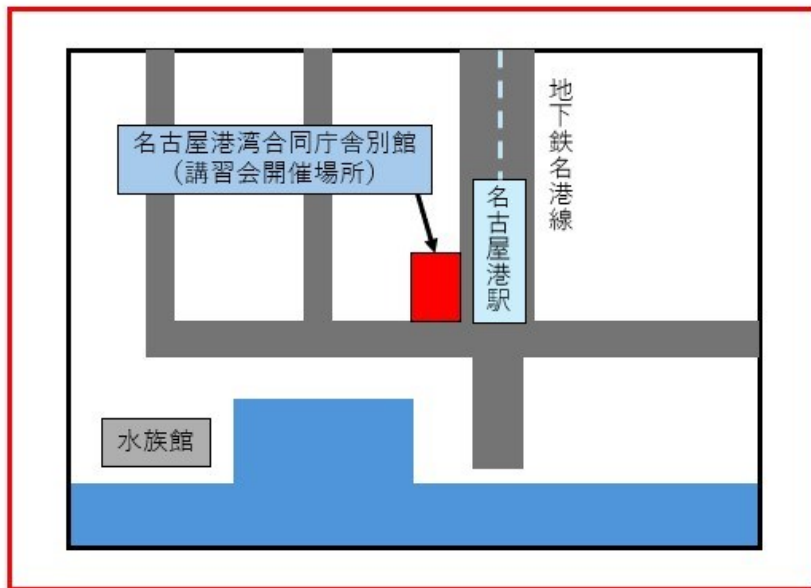 名古屋港湾合同庁舎別館
（講習会開催場所）
地下鉄名港線
名古屋港駅
水族館